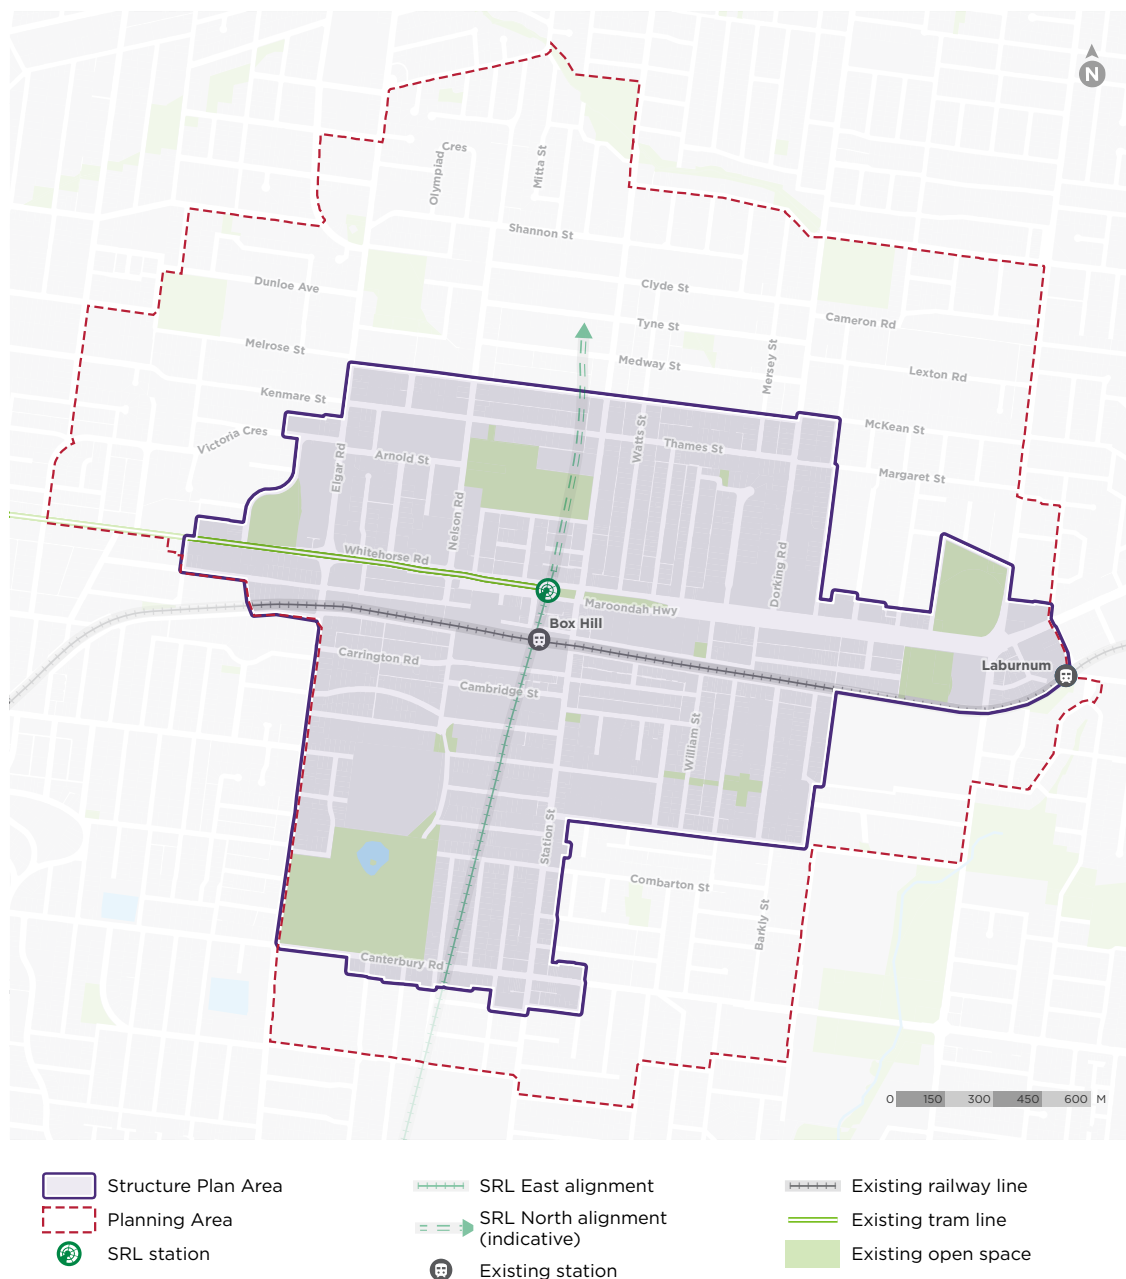 N
Cres
Olympiad
Mitta St
Shannon St
Dunloe Ave
Clyde St
Tyne St
Cameron Rd
Melrose St
Medway St
Mersey St
Lexton Rd
Kenmare St
Victoria Cres
McKean St
Watts St
Thames St
Elgar Rd
Arnold St
Margaret St
Nelson Rd
Whitehorse Rd
Dorking Rd
Maroondah Hwy
Box Hill
Carrington Rd
Laburnum
Cambridge St
William St
Station St
Combarton St
Barkly St
Canterbury Rd
0 150 300 450 600 M
Structure Plan Area
Planning Area
SRL station
SRL East alignment
SRL North alignment
(indicative)
Existing station
Existing railway line
Existing tram line
Existing open space